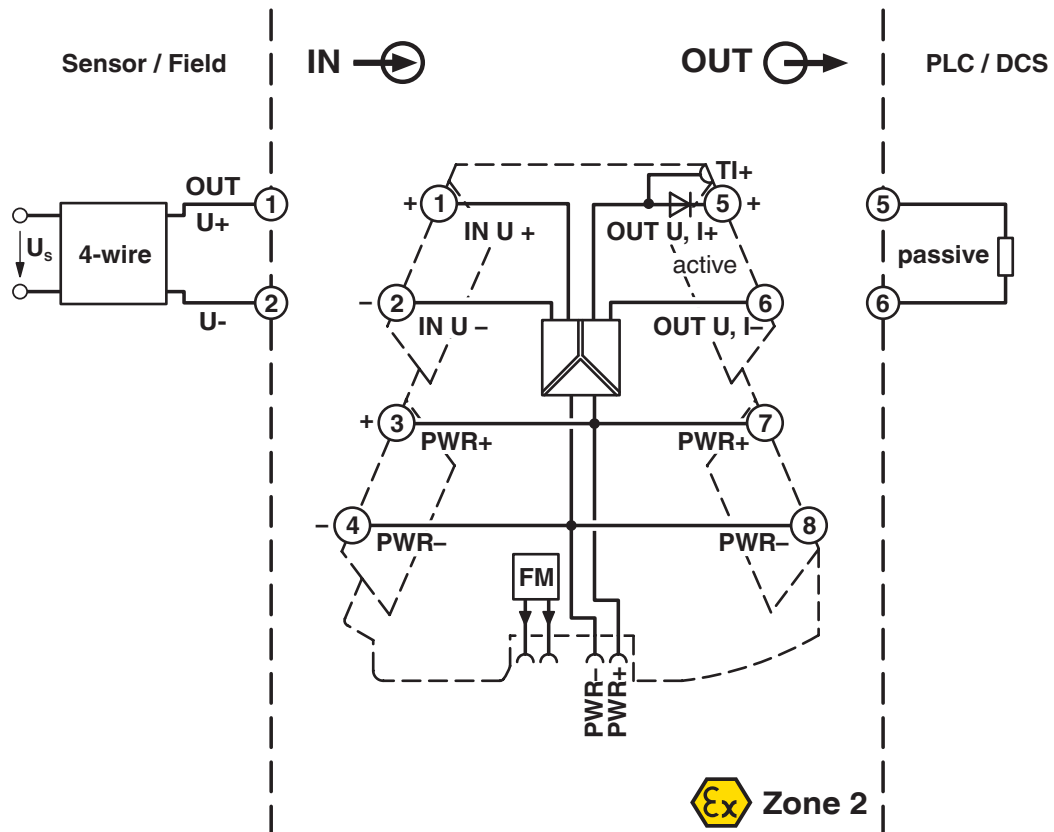 Sensor / Field
IN
OUT
PLC / DCS
OUT
U+
1
Us
4-wire
2
U-
TI+
+ 1
5 +
IN U +
OUT U, I+
active
– 2
6
IN U –
OUT U, I–
5
passive
6
+ 3
7
PWR+
PWR+
– 4
8
PWR–
PWR–
FM
PWR–
PWR+
Ex Zone 2